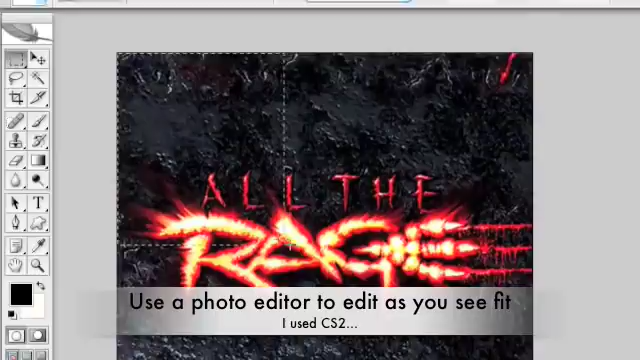 ALL THE
RAGE
Use a photo editor to edit as you see fit
I used CS2...